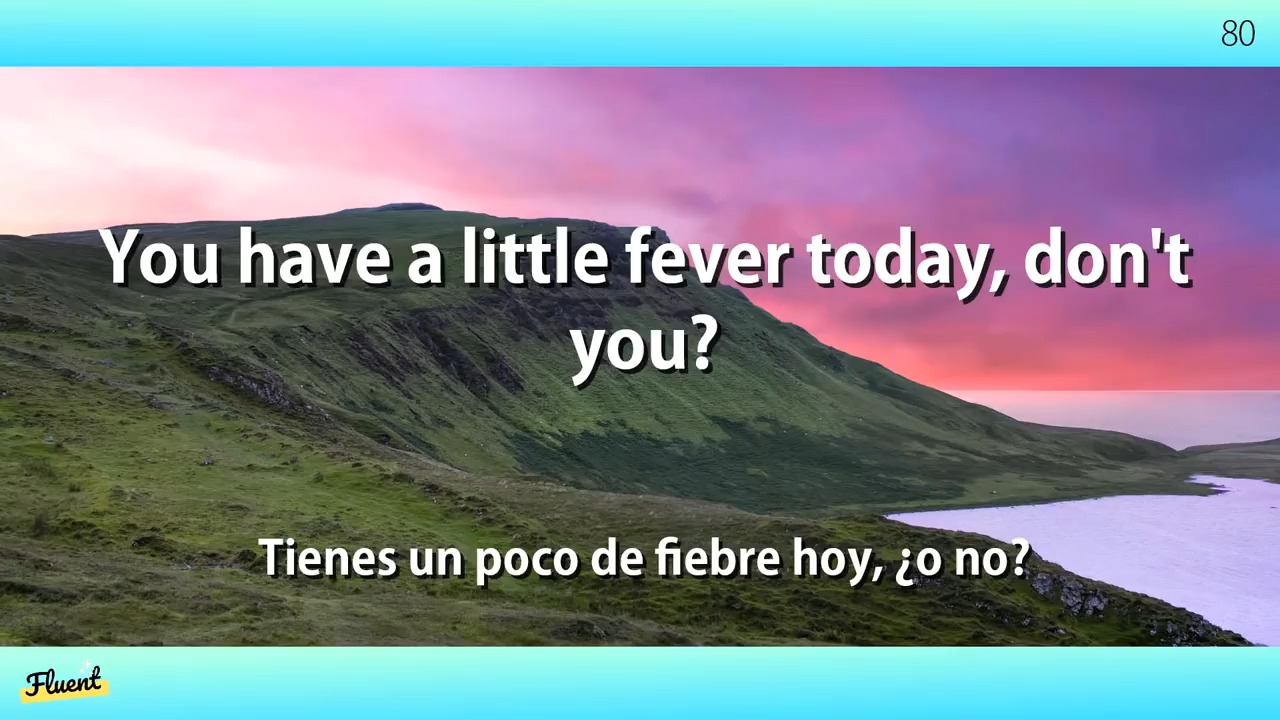 80
You have a little fever today, don't
you?
Tienes un poco de fiebre hoy, ¿o no?
Fluent